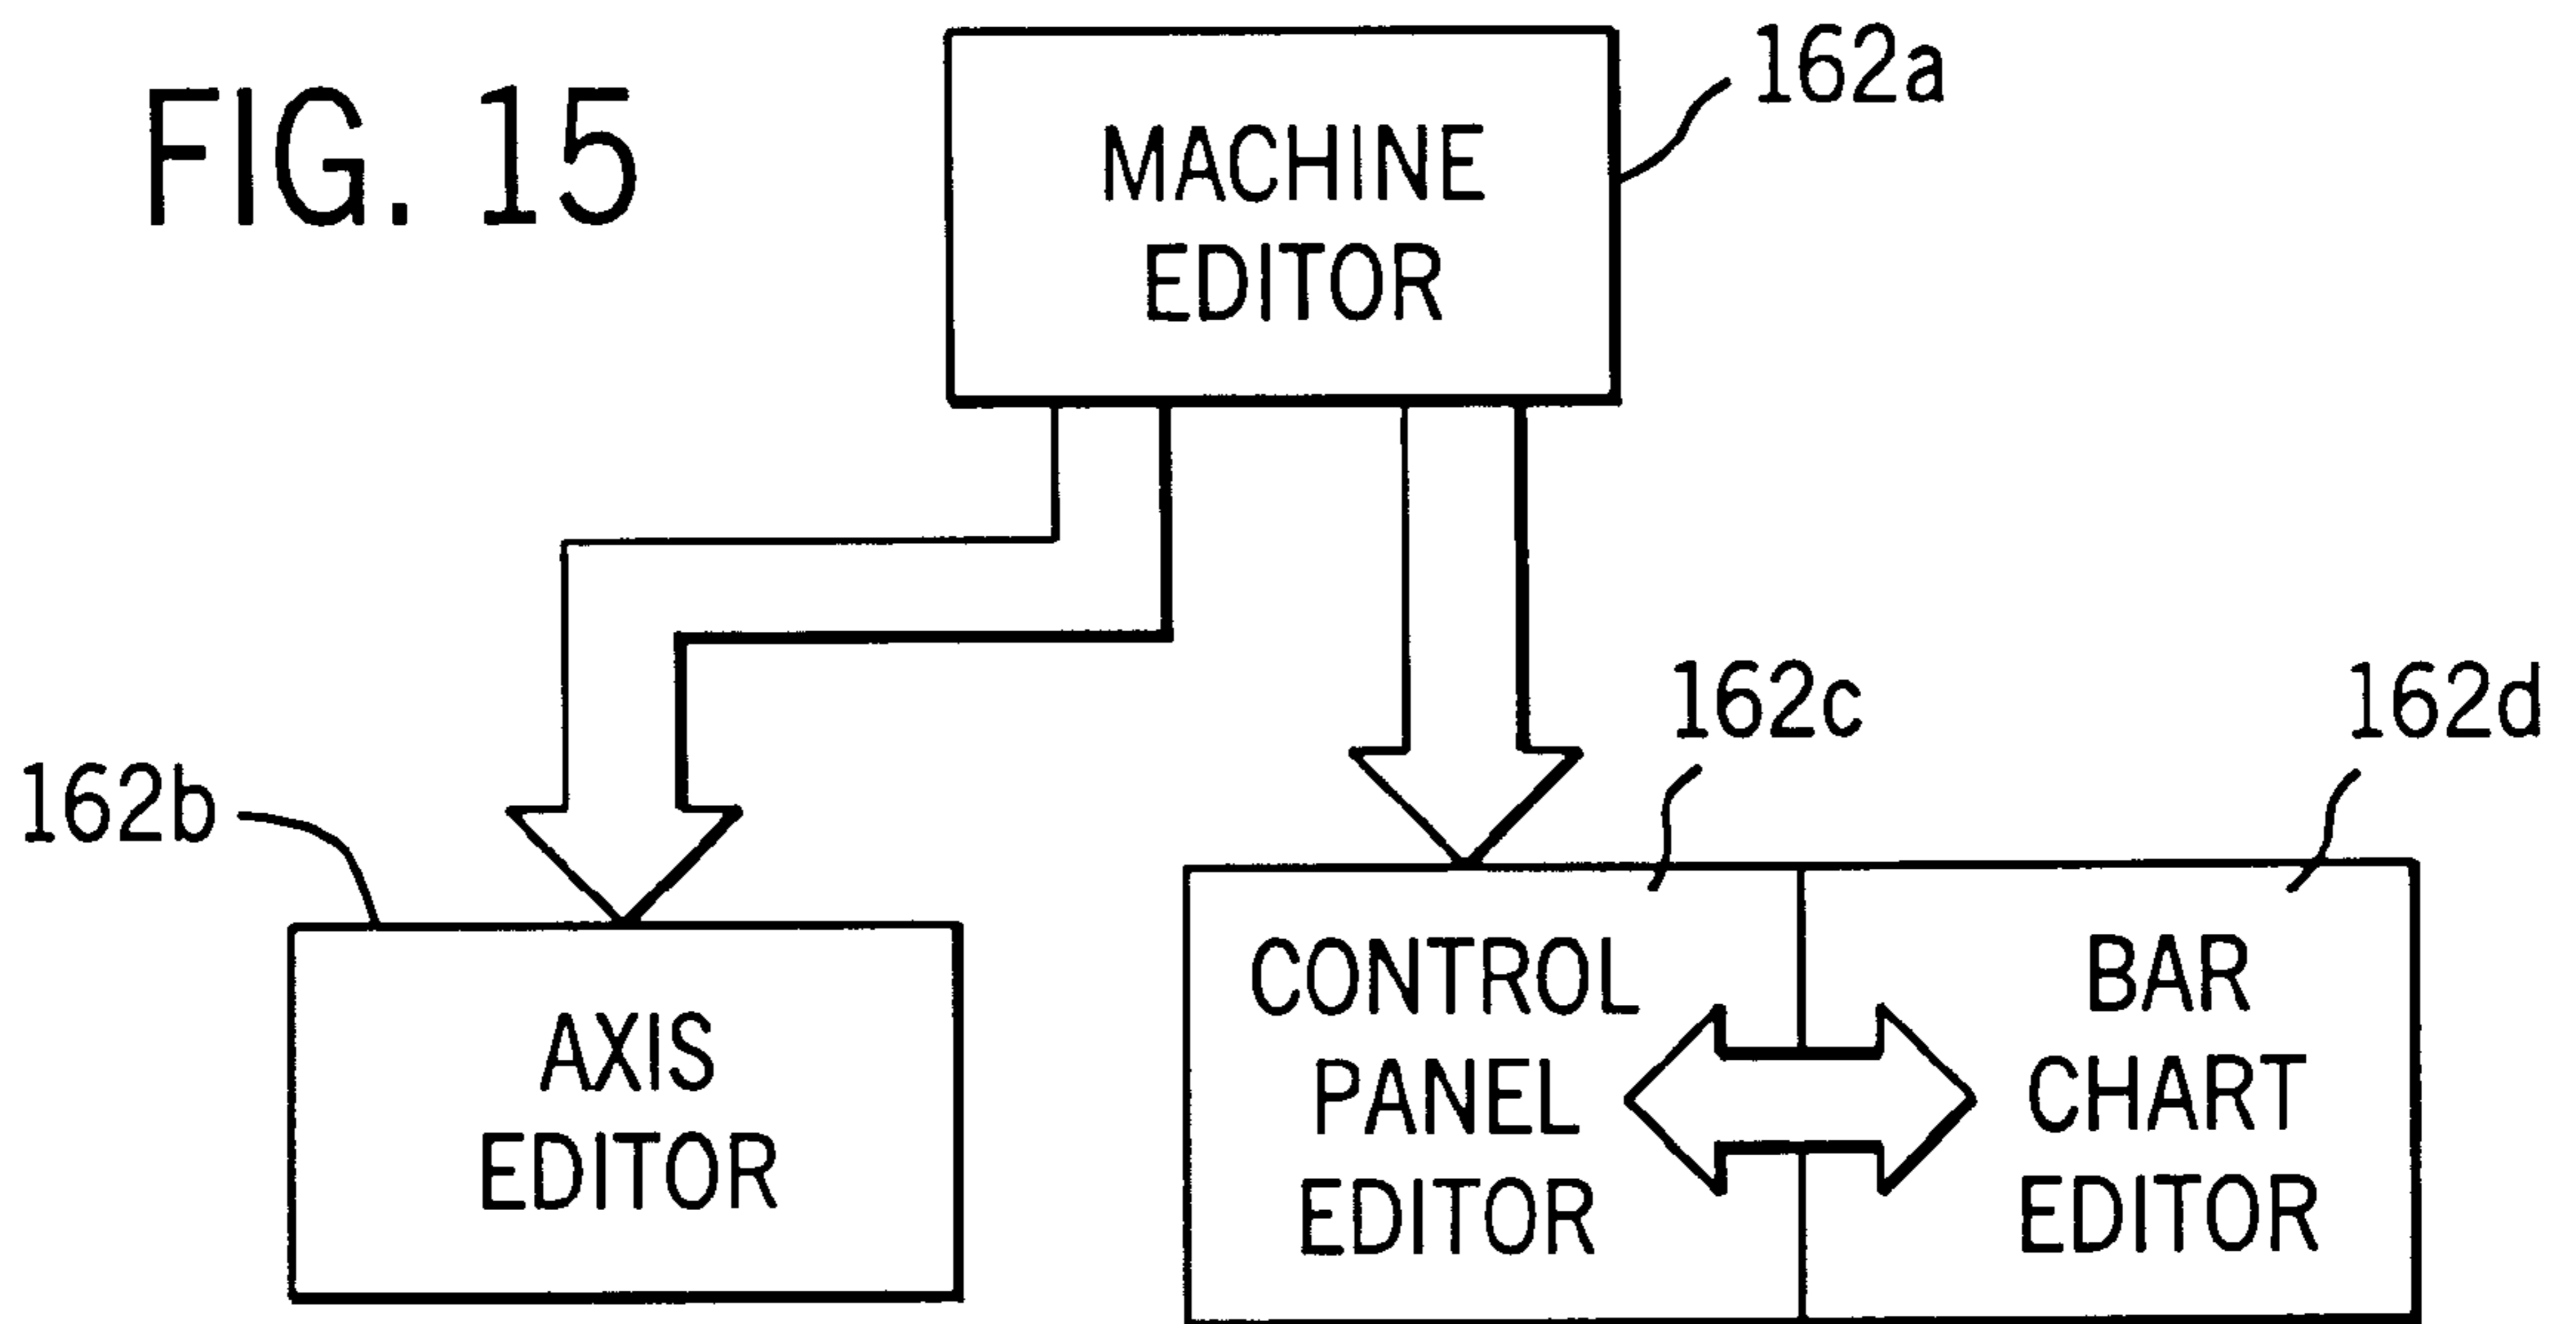 FIG. 15
162a
MACHINE
EDITOR
162b
AXIS
EDITOR
162c
CONTROL
PANEL
EDITOR
162d
BAR
CHART
EDITOR